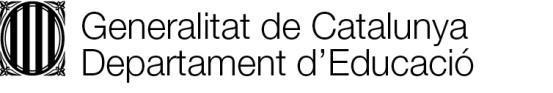 Generalitat de Catalunya
Departament d’Educació